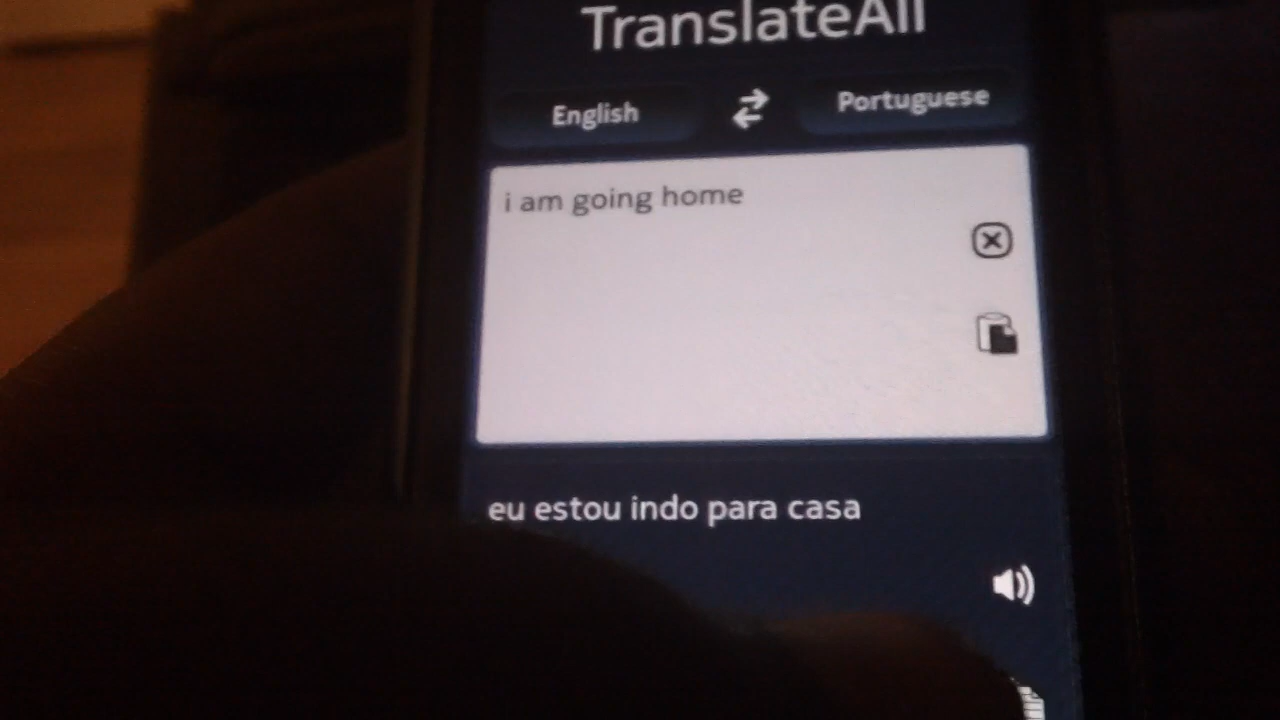 TranslateAll
English Portuguese
i am going home
eu estou indo para casa